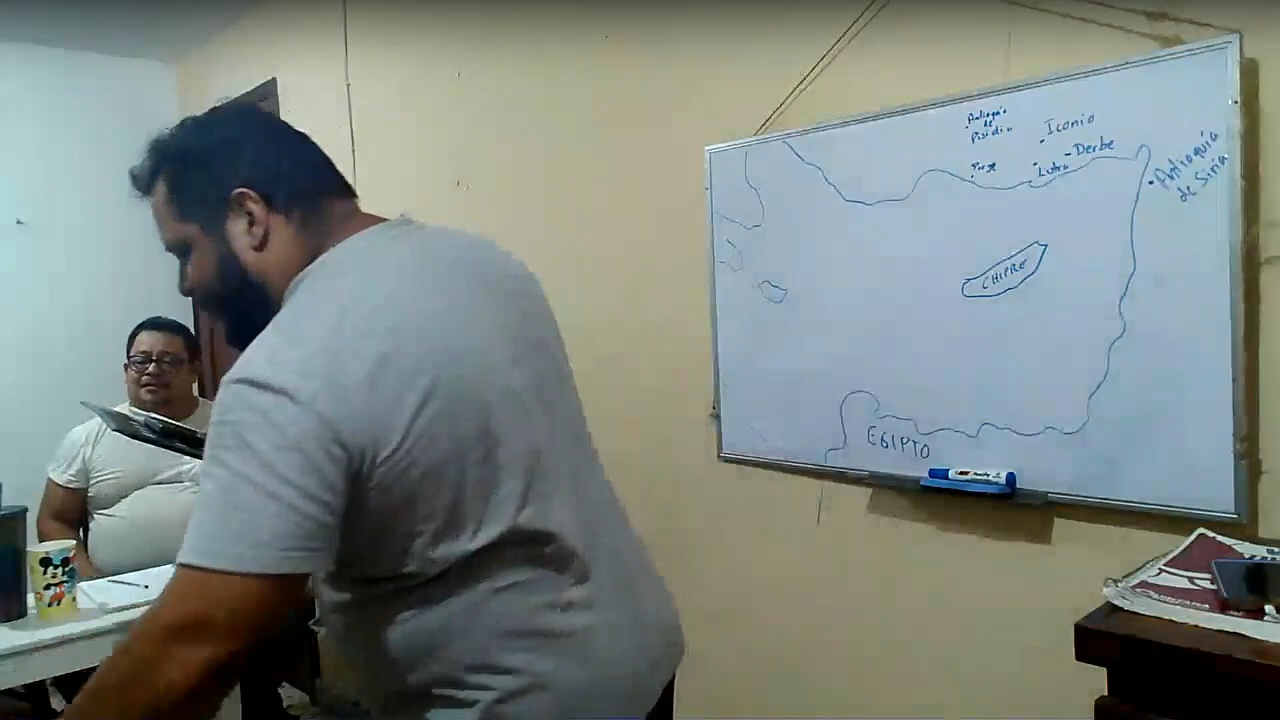 Antioquía
de
Pisidia
Iconio
Derbe
Perge
Listra
Antioquía
de Siria
CHIPRE
EGIPTO